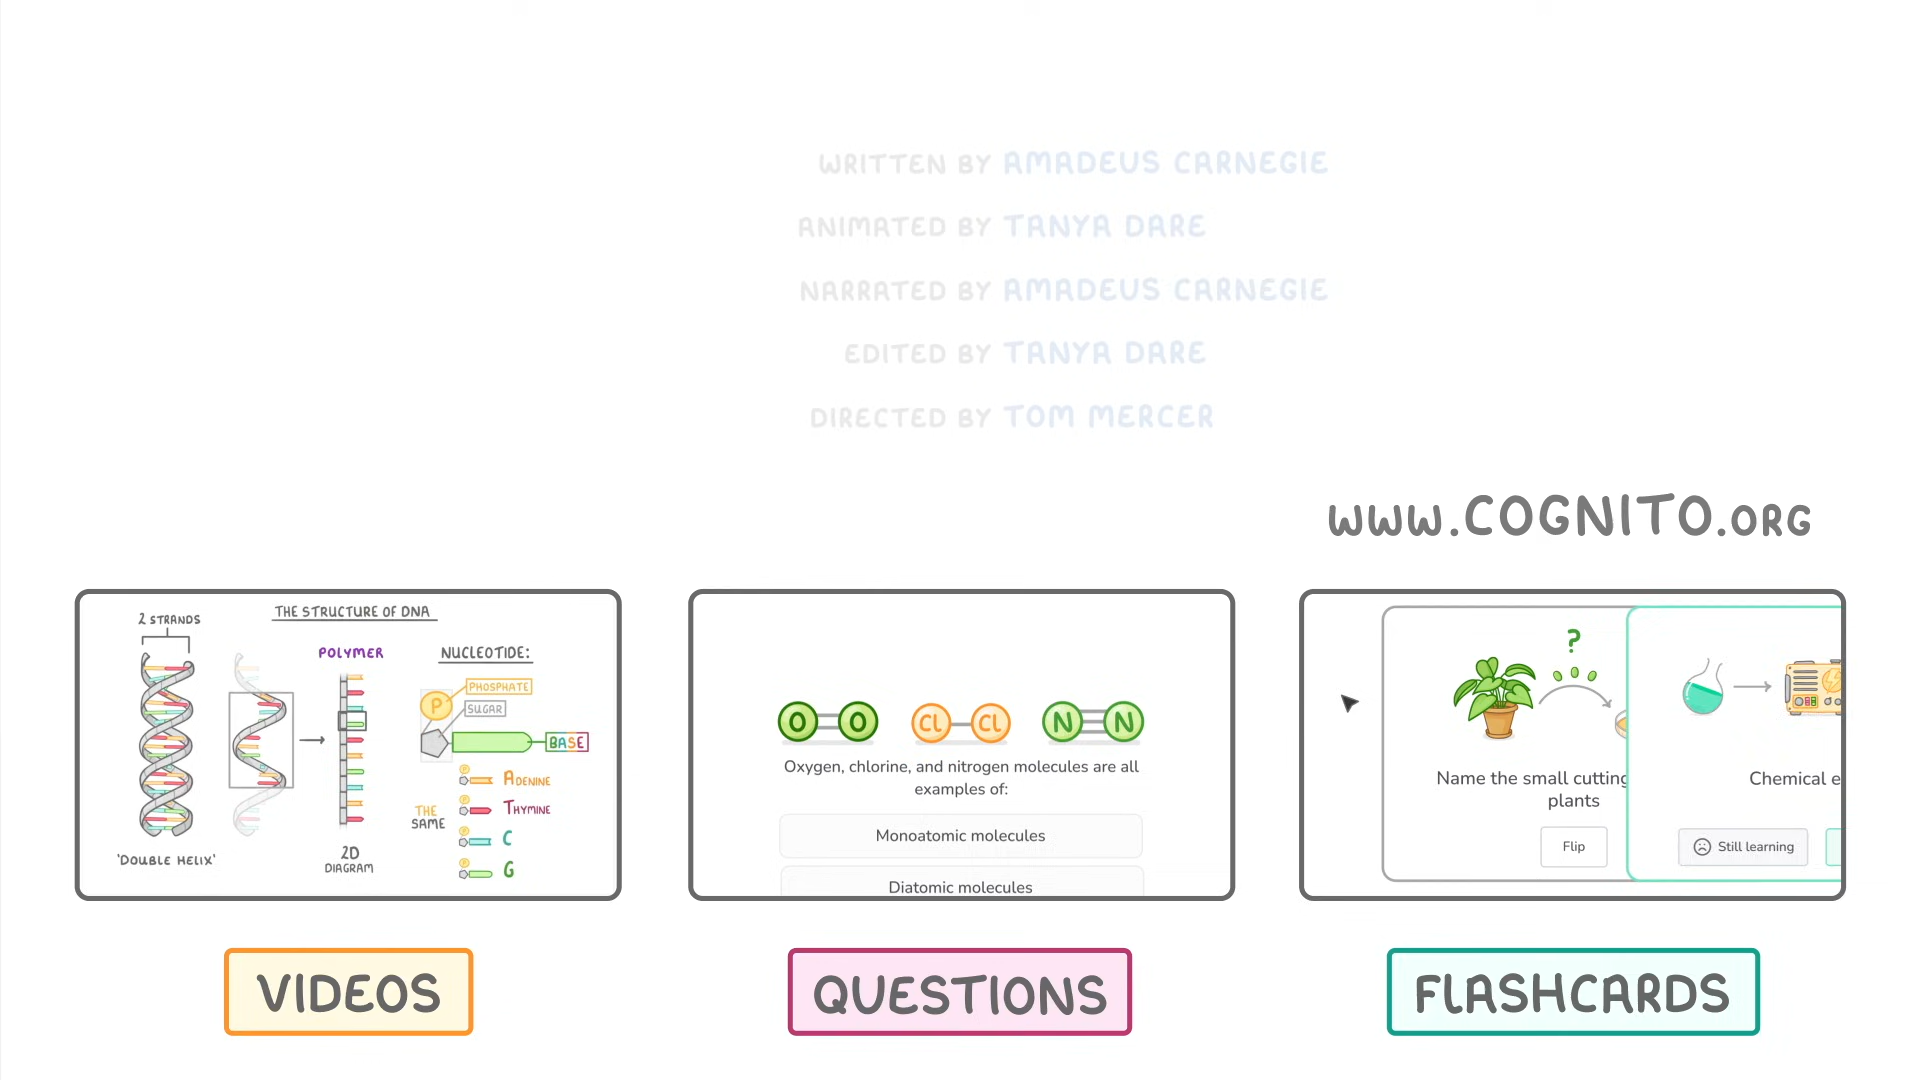 WRITTEN BY AMADEUS CARNEGIE
ANIMATED BY TANYA DARE
NARRATED BY AMADEUS CARNEGIE
EDITED BY TANYA DARE
DIRECTED BY TOM MERCER
www.COGNITO.ORG
THE STRUCTURE OF DNA
2 STRANDS
POLYMER
NUCLEOTIDE:
PHOSPHATE
P
SUGAR
BASE
ADENINE
THE SAME
THYMINE
C
G
'DOUBLE HELIX'
2D
DIAGRAM
O O Cl Cl N N
Oxygen, chlorine, and nitrogen molecules are all
examples of:
Monoatomic molecules
Diatomic molecules
?
Name the small cutting
plants
Flip
Chemical e
Still learning
VIDEOS
QUESTIONS
FLASHCARDS